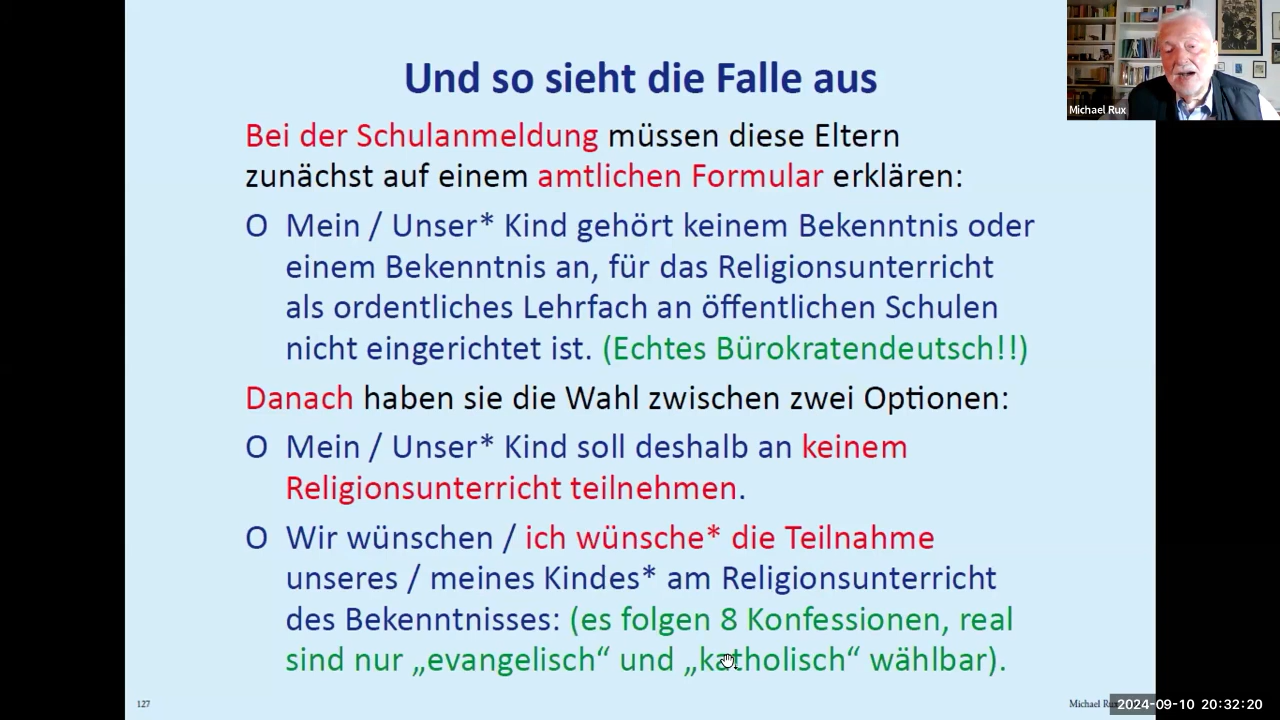 Und so sieht die Falle aus
Michael Rux
Bei der Schulanmeldung müssen diese Eltern
zunächst auf einem amtlichen Formular erklären:
O Mein / Unser* Kind gehört keinem Bekenntnis oder
einem Bekenntnis an, für das Religionsunterricht
als ordentliches Lehrfach an öffentlichen Schulen
nicht eingerichtet ist. (Echtes Bürokratendeutsch!!)
Danach haben sie die Wahl zwischen zwei Optionen:
O Mein / Unser* Kind soll deshalb an keinem
Religionsunterricht teilnehmen.
O Wir wünschen / ich wünsche* die Teilnahme
unseres / meines Kindes* am Religionsunterricht
des Bekenntnisses: (es folgen 8 Konfessionen, real
sind nur „evangelisch“ und „katholisch“ wählbar).
127
Michael
2024-09-10 20:32:20